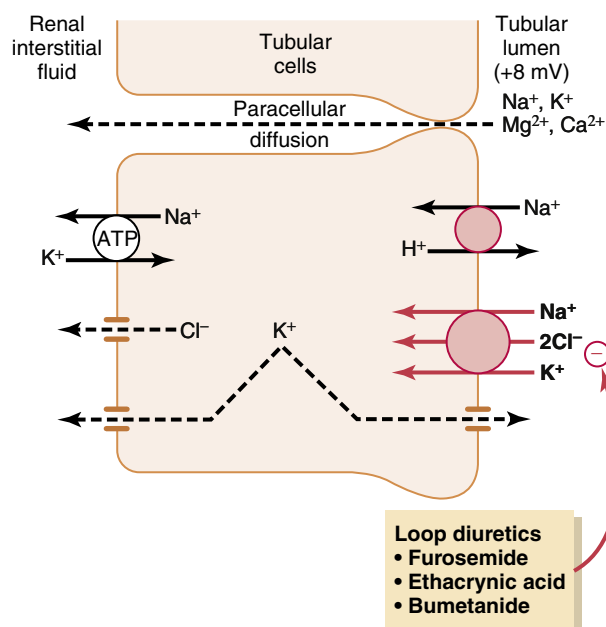 Renal
interstitial
fluid
Tubular
cells
Tubular
lumen
(+8 mV)
Paracellular
diffusion
Na⁺, K⁺
Mg²⁺, Ca²⁺
Na⁺
ATP
K⁺
Na⁺
H⁺
Cl⁻
K⁺
Na⁺
2Cl⁻
K⁺
−
Loop diuretics
• Furosemide
• Ethacrynic acid
• Bumetanide